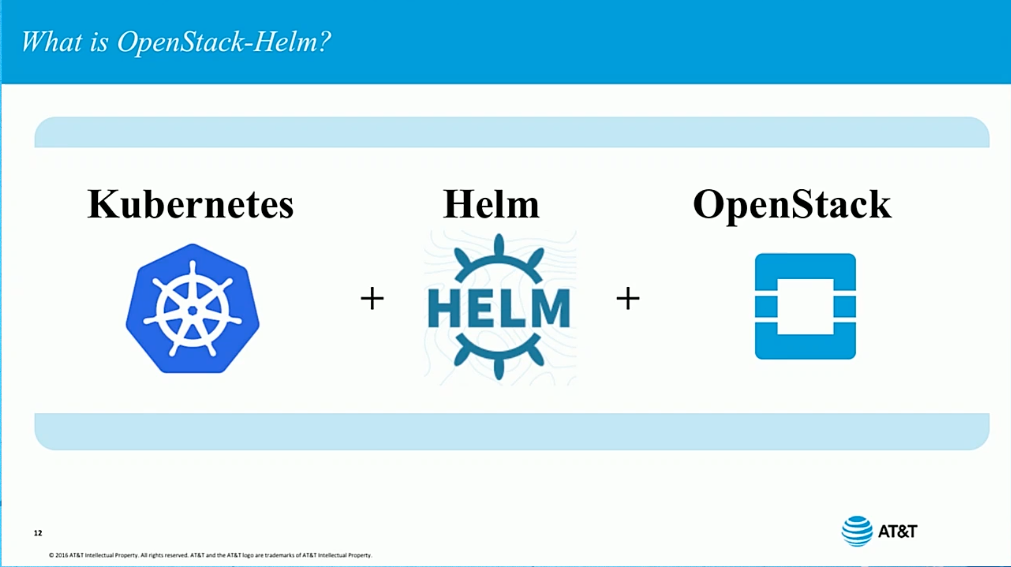 What is OpenStack-Helm?
Kubernetes
Helm
OpenStack
+
HELM
+
12
AT&T
© 2016 AT&T Intellectual Property. All rights reserved. AT&T and the AT&T logo are trademarks of AT&T Intellectual Property.